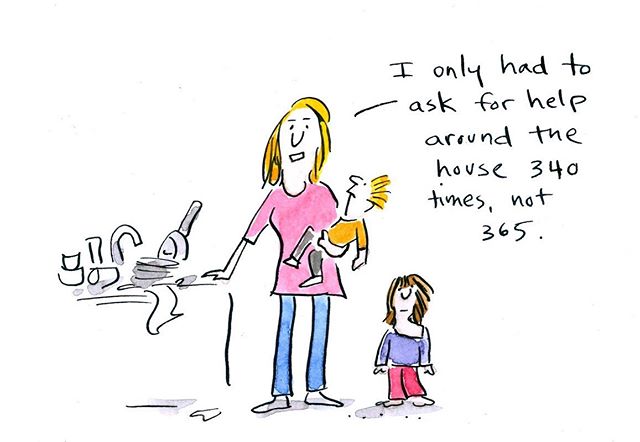 I only had to
ask for help
around the
house 340
times, not
365.